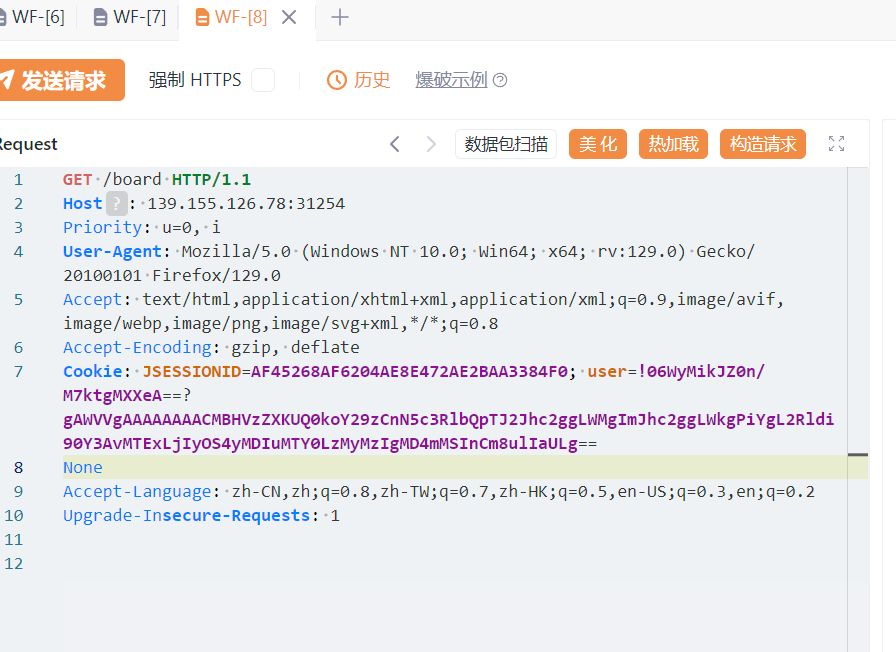 WF-[6] WF-[7] WF-[8]
发送请求 强制 HTTPS 历史 爆破示例
Request 数据包扫描 美化 热加载 构造请求
1 GET /board HTTP/1.1
2 Host ? : 139.155.126.78:31254
3 Priority: u=0, i
4 User-Agent: Mozilla/5.0 (Windows NT 10.0; Win64; x64; rv:129.0) Gecko/
20100101 Firefox/129.0
5 Accept: text/html,application/xhtml+xml,application/xml;q=0.9,image/avif,
image/webp,image/png,image/svg+xml,*/*;q=0.8
6 Accept-Encoding: gzip, deflate
7 Cookie: JSESSIONID=AF45268AF6204AE8E472AE2BAA3384F0; user=!06WyMikJZ0n/
M7ktgMXXeA==?
gAWVVgAAAAAAAACMBHVzZXKUQ0koY29zCnN5c3RlbQpTJ2Jhc2ggLWMgImJhc2ggLWkgPiYgL2Rldi
90Y3AvMTExLjIyOS4yMDIuMTY0LzMyMzIgMD4mMSInCm8ulIaULg==
8 None
9 Accept-Language: zh-CN,zh;q=0.8,zh-TW;q=0.7,zh-HK;q=0.5,en-US;q=0.3,en;q=0.2
10 Upgrade-Insecure-Requests: 1
11
12